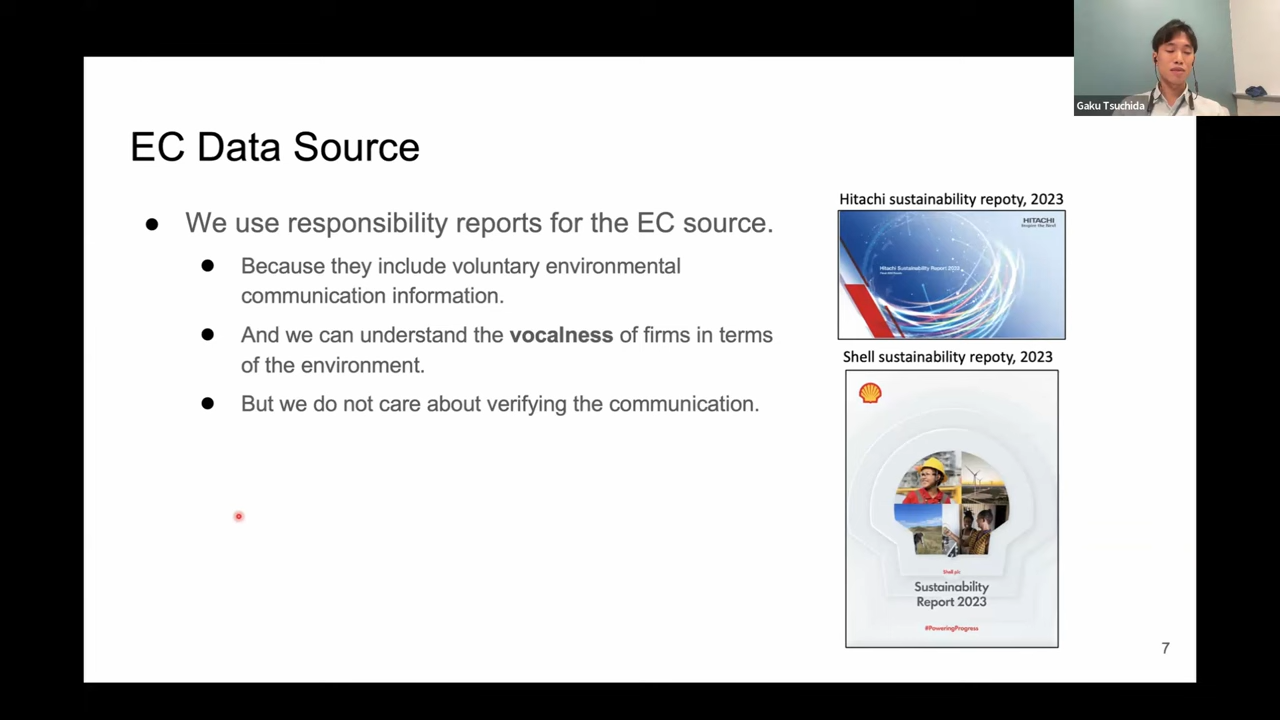 Gaku Tsuchida
EC Data Source
● We use responsibility reports for the EC source.
● Because they include voluntary environmental
communication information.
● And we can understand the vocalness of firms in terms
of the environment.
● But we do not care about verifying the communication.
Hitachi sustainability repoty, 2023
HITACHI
Inspire the Next
Hitachi Sustainability Report 2023
Shell sustainability repoty, 2023
Shell plc
Sustainability
Report 2023
#PoweringProgress
7